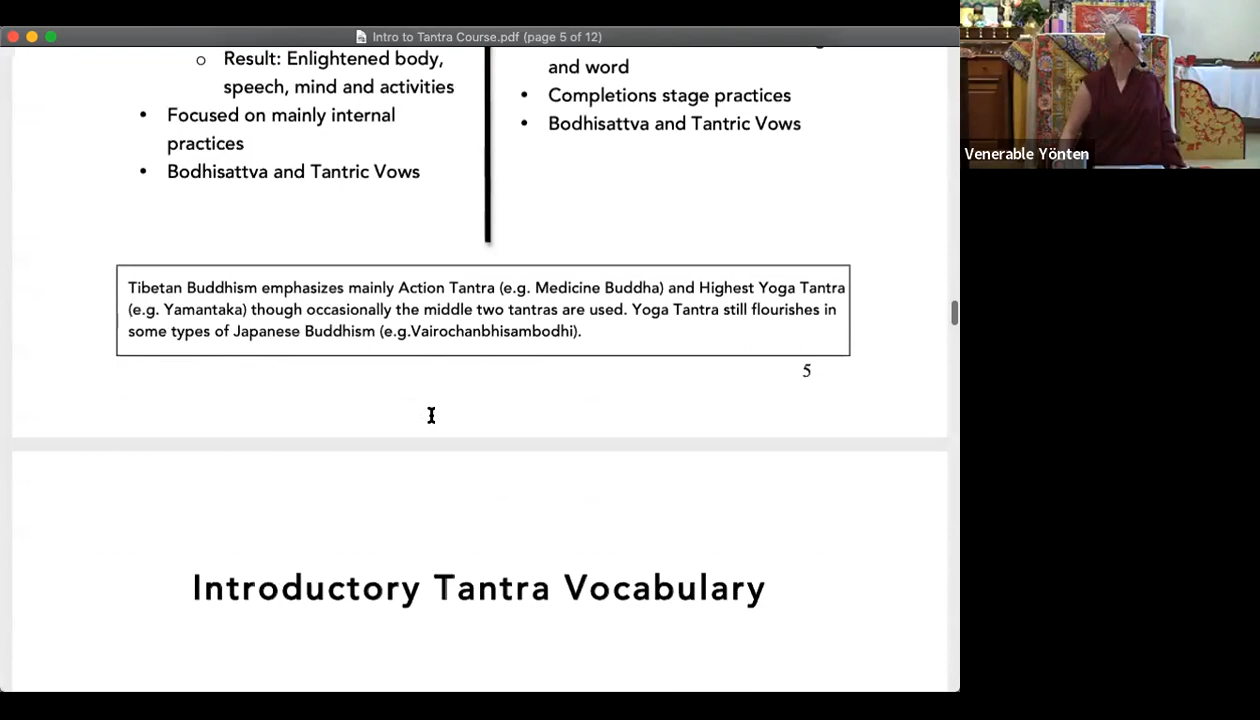 Intro to Tantra Course.pdf (page 5 of 12)
Result: Enlightened body,
speech, mind and activities
Focused on mainly internal
practices
Bodhisattva and Tantric Vows
and word
Completions stage practices
Bodhisattva and Tantric Vows
Tibetan Buddhism emphasizes mainly Action Tantra (e.g. Medicine Buddha) and Highest Yoga Tantra
(e.g. Yamantaka) though occasionally the middle two tantras are used. Yoga Tantra still flourishes in
some types of Japanese Buddhism (e.g.Vairochanbhisambodhi).
5
Introductory Tantra Vocabulary
Venerable Yönten